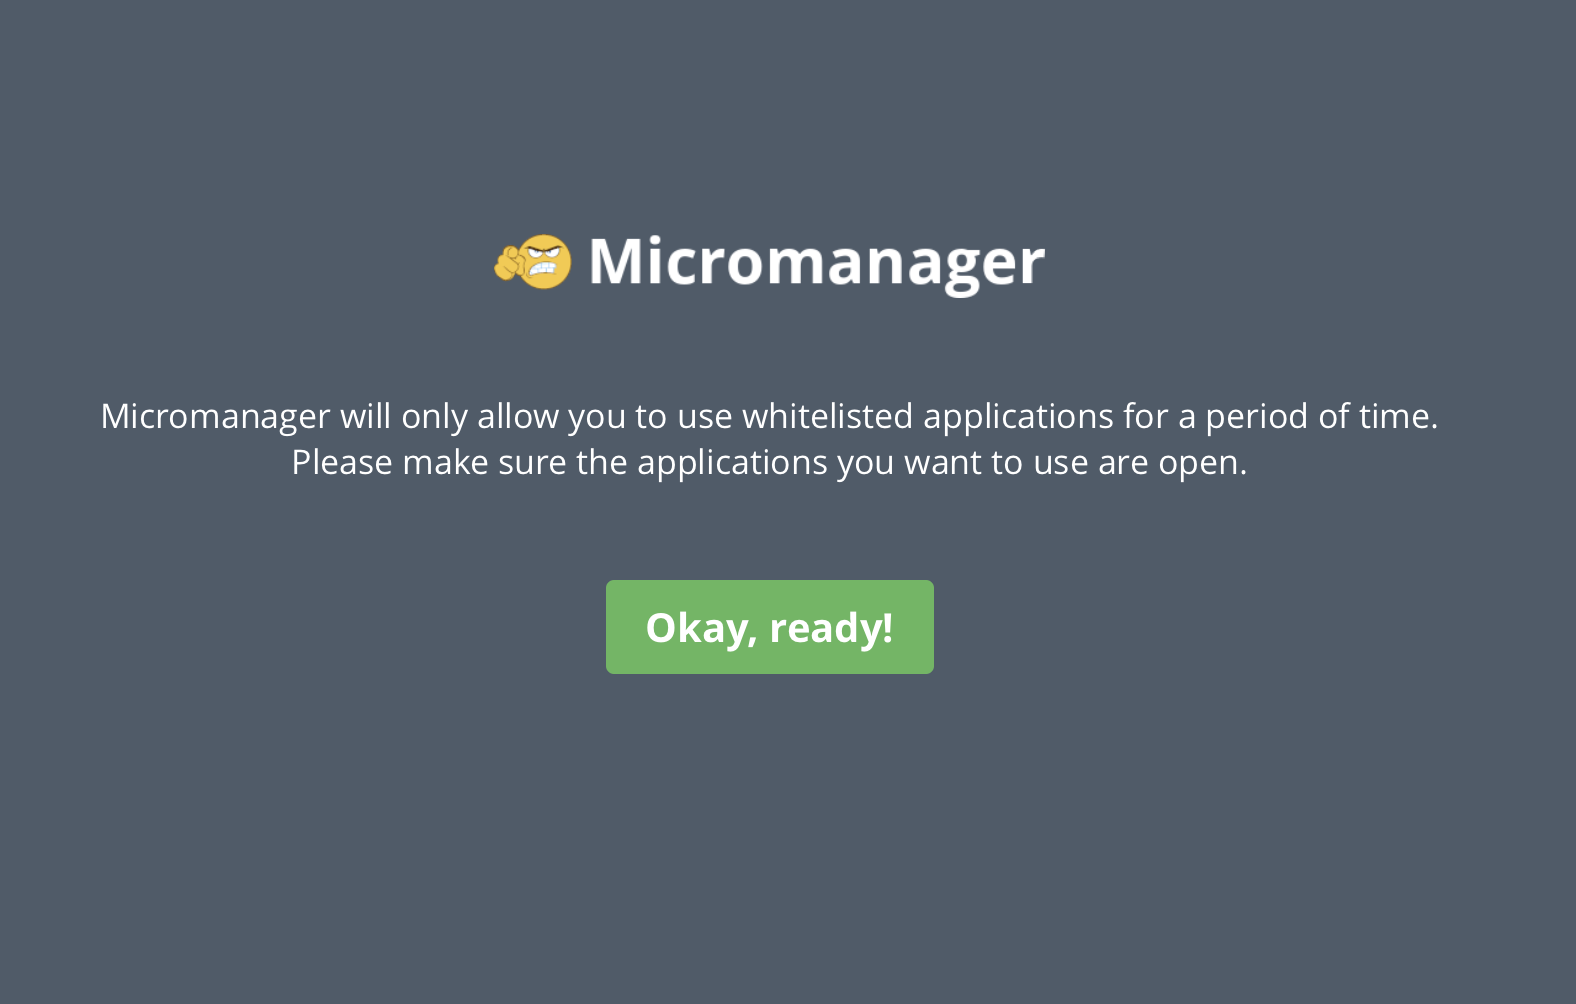 Micromanager
Micromanager will only allow you to use whitelisted applications for a period of time.
Please make sure the applications you want to use are open.
Okay, ready!